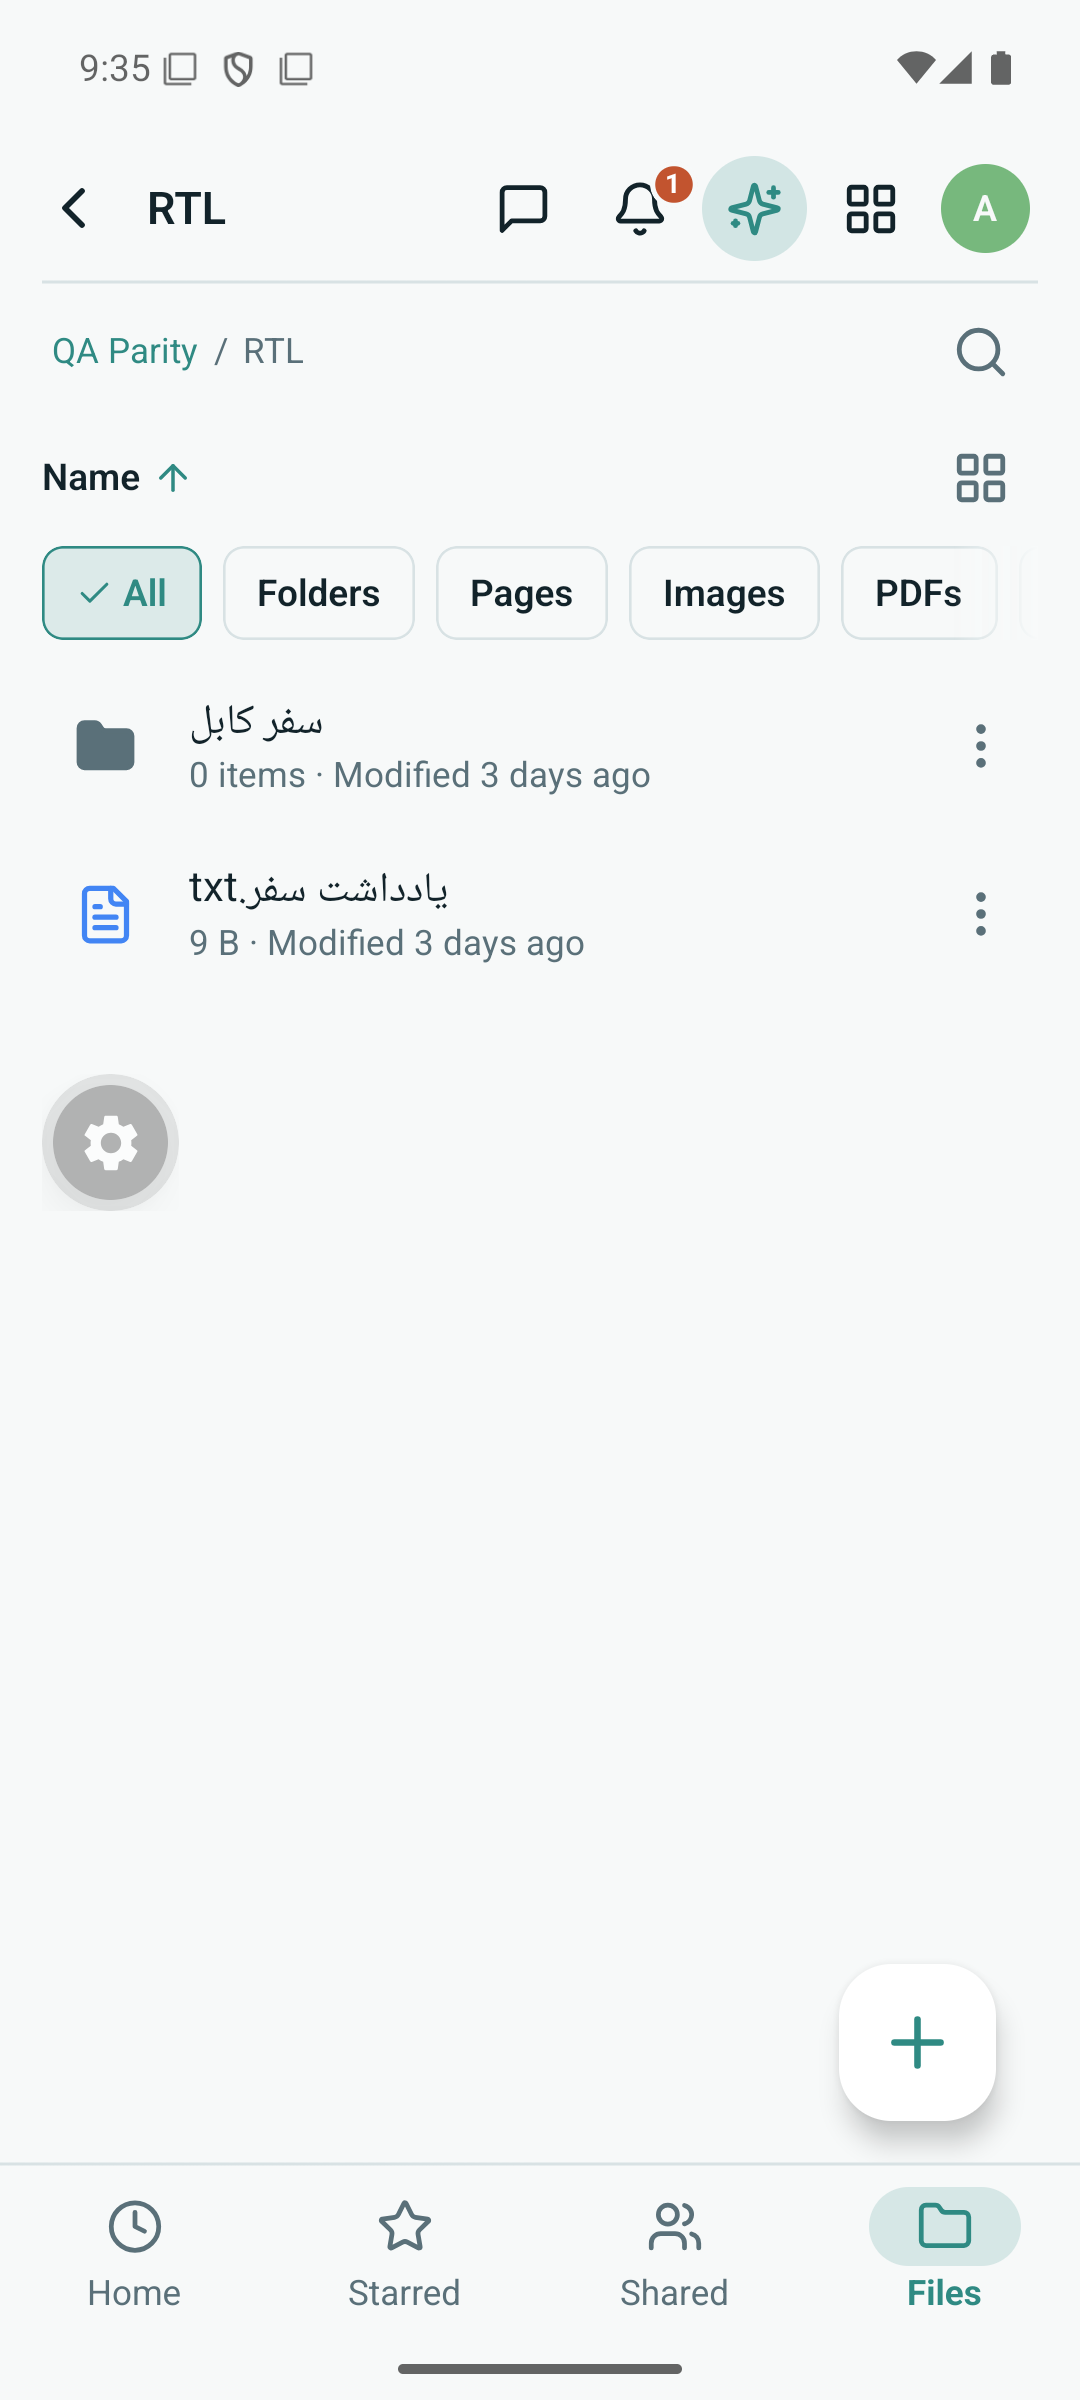 9:35
RTL
1
A
QA Parity / RTL
Name
All
Folders
Pages
Images
PDFs
سفر کابل
0 items · Modified 3 days ago
یادداشت سفر.txt
9 B · Modified 3 days ago
Home
Starred
Shared
Files